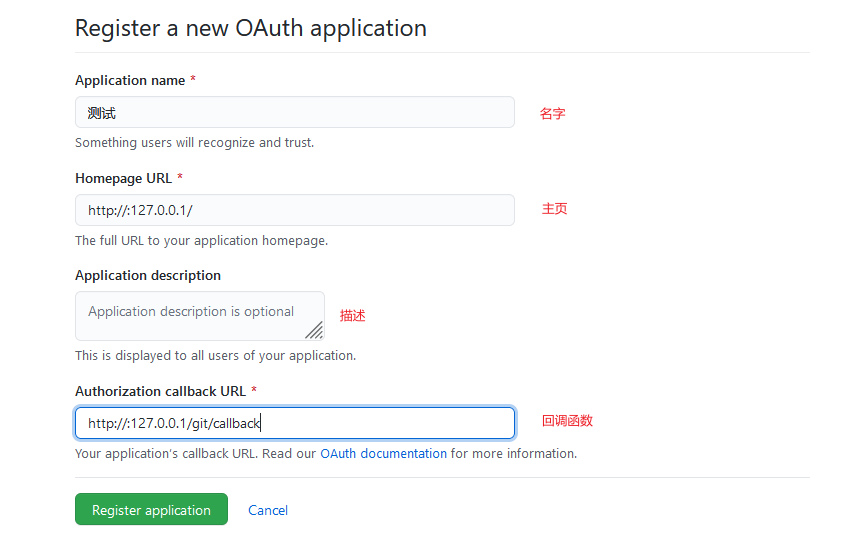 Register a new OAuth application
Application name *
测试
名字
Something users will recognize and trust.
Homepage URL *
http://:127.0.0.1/
主页
The full URL to your application homepage.
Application description
Application description is optional
描述
This is displayed to all users of your application.
Authorization callback URL *
http://:127.0.0.1/git/callback
回调函数
Your application's callback URL. Read our OAuth documentation for more information.
Register application
Cancel